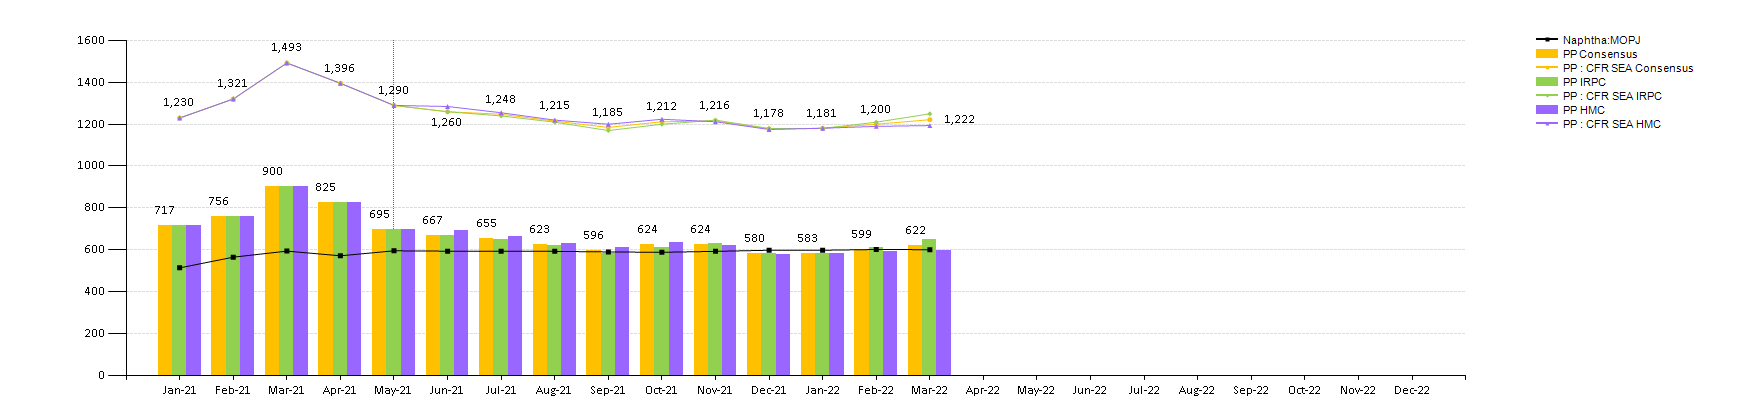 1600
1400
1200
1000
800
600
400
200
0
1,230
1,321
1,493
1,396
1,290
1,260
1,248
1,215
1,185
1,212
1,216
1,178
1,181
1,200
1,222
717
756
900
825
695
667
655
623
596
624
624
580
583
599
622
Jan-21
Feb-21
Mar-21
Apr-21
May-21
Jun-21
Jul-21
Aug-21
Sep-21
Oct-21
Nov-21
Dec-21
Jan-22
Feb-22
Mar-22
Apr-22
May-22
Jun-22
Jul-22
Aug-22
Sep-22
Oct-22
Nov-22
Dec-22
Naphtha:MOPJ
PP Consensus
PP : CFR SEA Consensus
PP IRPC
PP : CFR SEA IRPC
PP HMC
PP : CFR SEA HMC